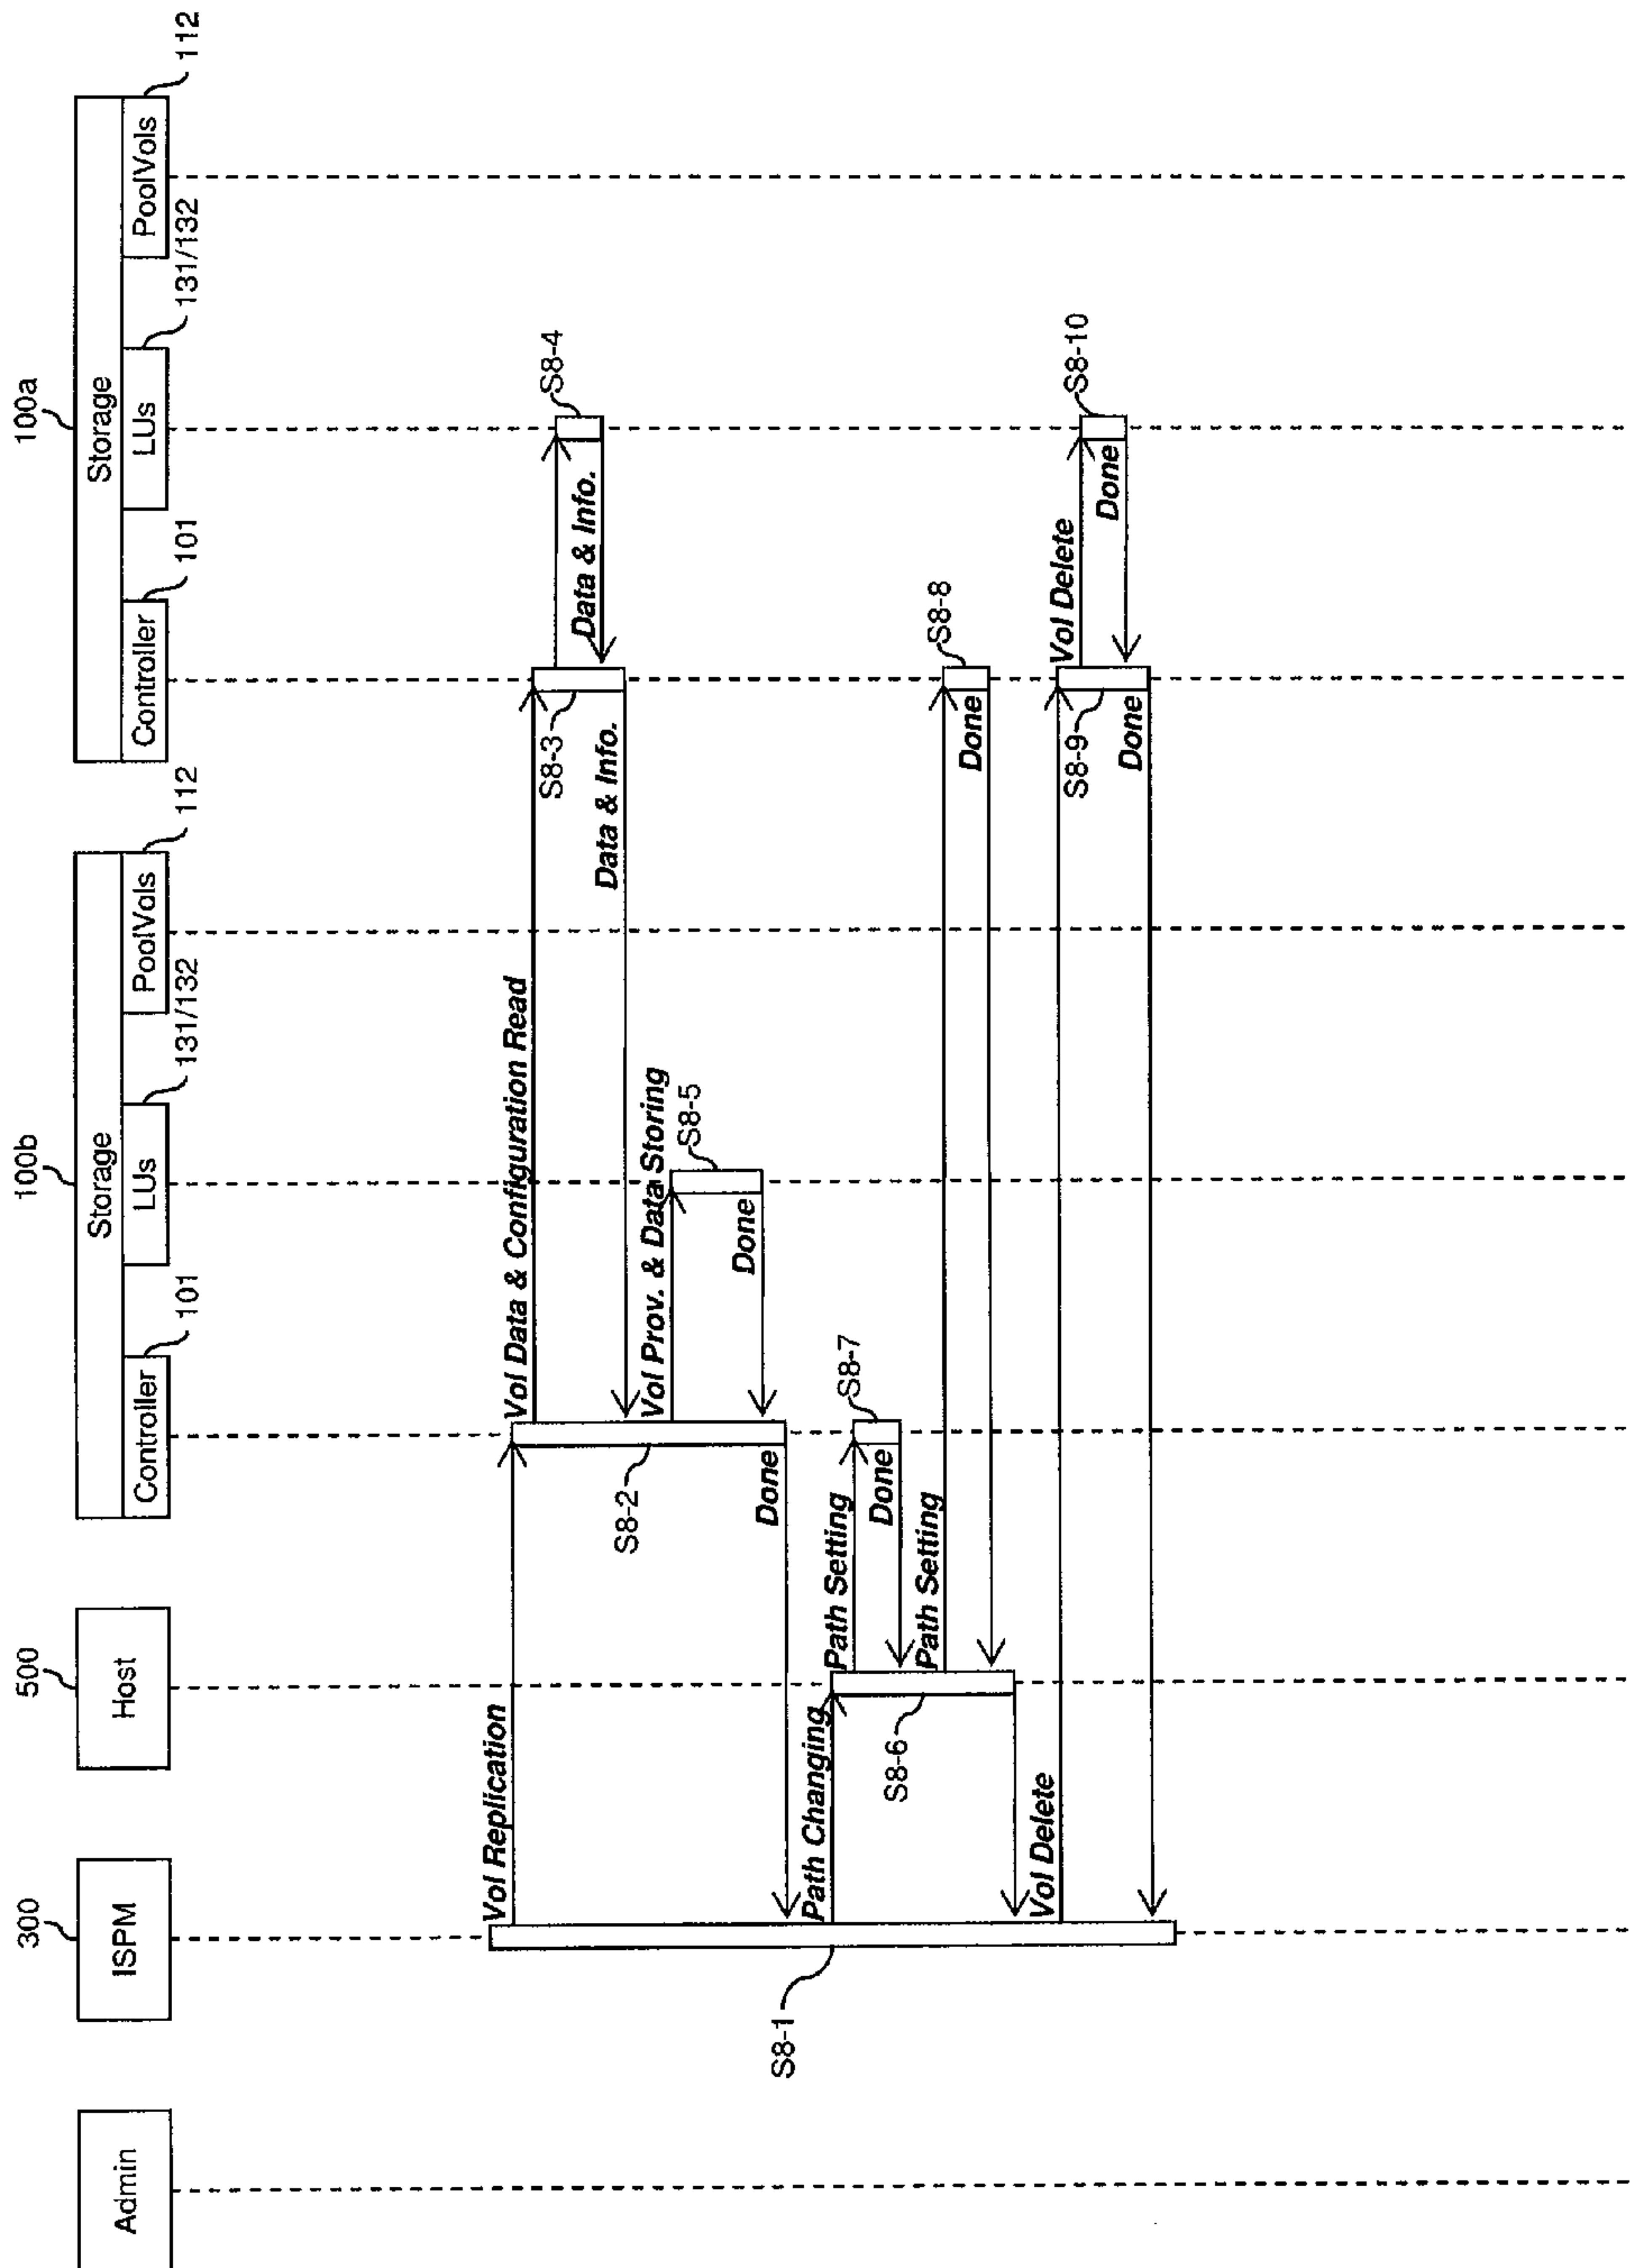 Admin
300
ISPM
500
Host
100b
Storage
Controller
101
LUs
131/132
PoolVols
112
100a
Storage
Controller
101
LUs
131/132
PoolVols
112
S8-1
Vol Replication
S8-2
Vol Data & Configuration Read
S8-3
S8-4
Data & Info.
Data & Info.
Vol Prov. & Data Storing
S8-5
Done
Done
Path Changing
S8-6
Path Setting
S8-7
Done
Path Setting
S8-8
Done
Vol Delete
S8-9
Vol Delete
S8-10
Done
Done